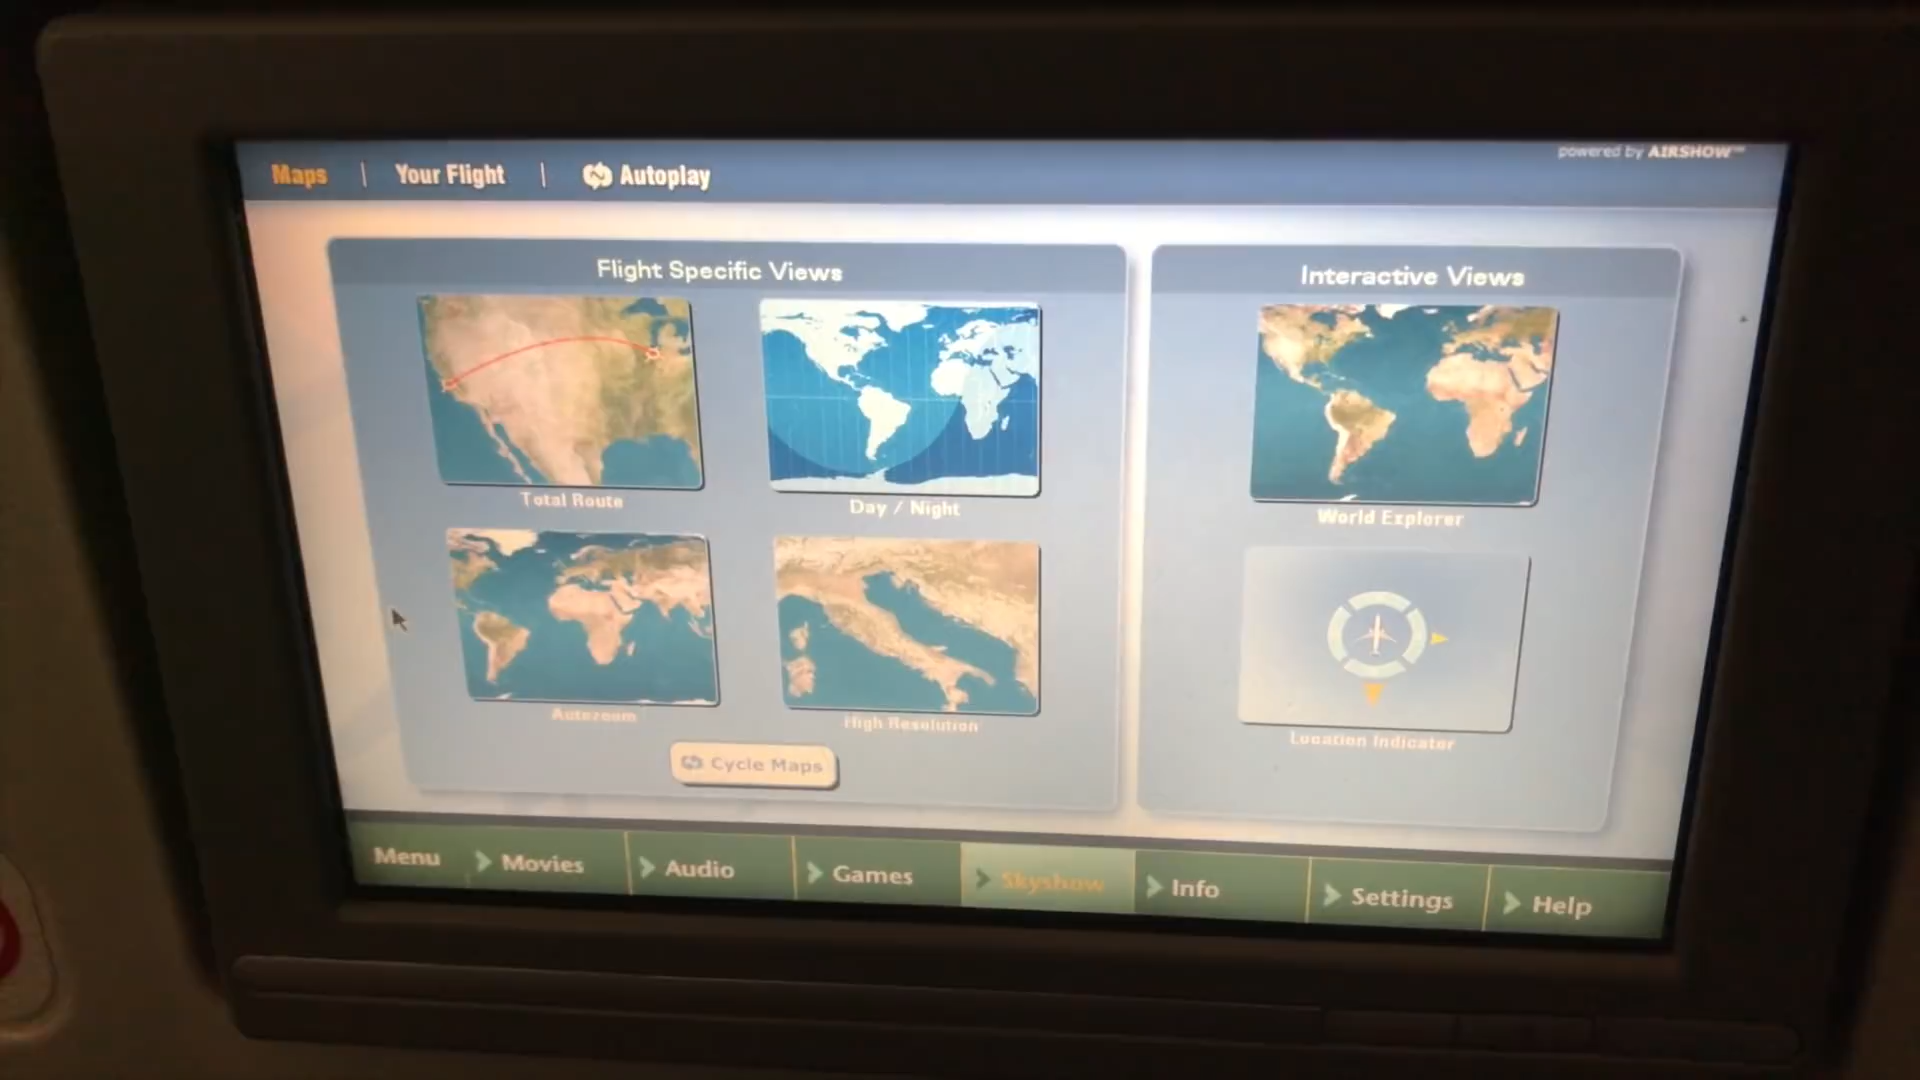 powered by AIRSHOW™
Maps | Your Flight | Autoplay
Flight Specific Views
Interactive Views
Total Route
Day / Night
World Explorer
Autozoom
High Resolution
Location Indicator
Cycle Maps
Menu Movies Audio Games Skyshow Info Settings Help